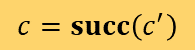 c = succ(c′)